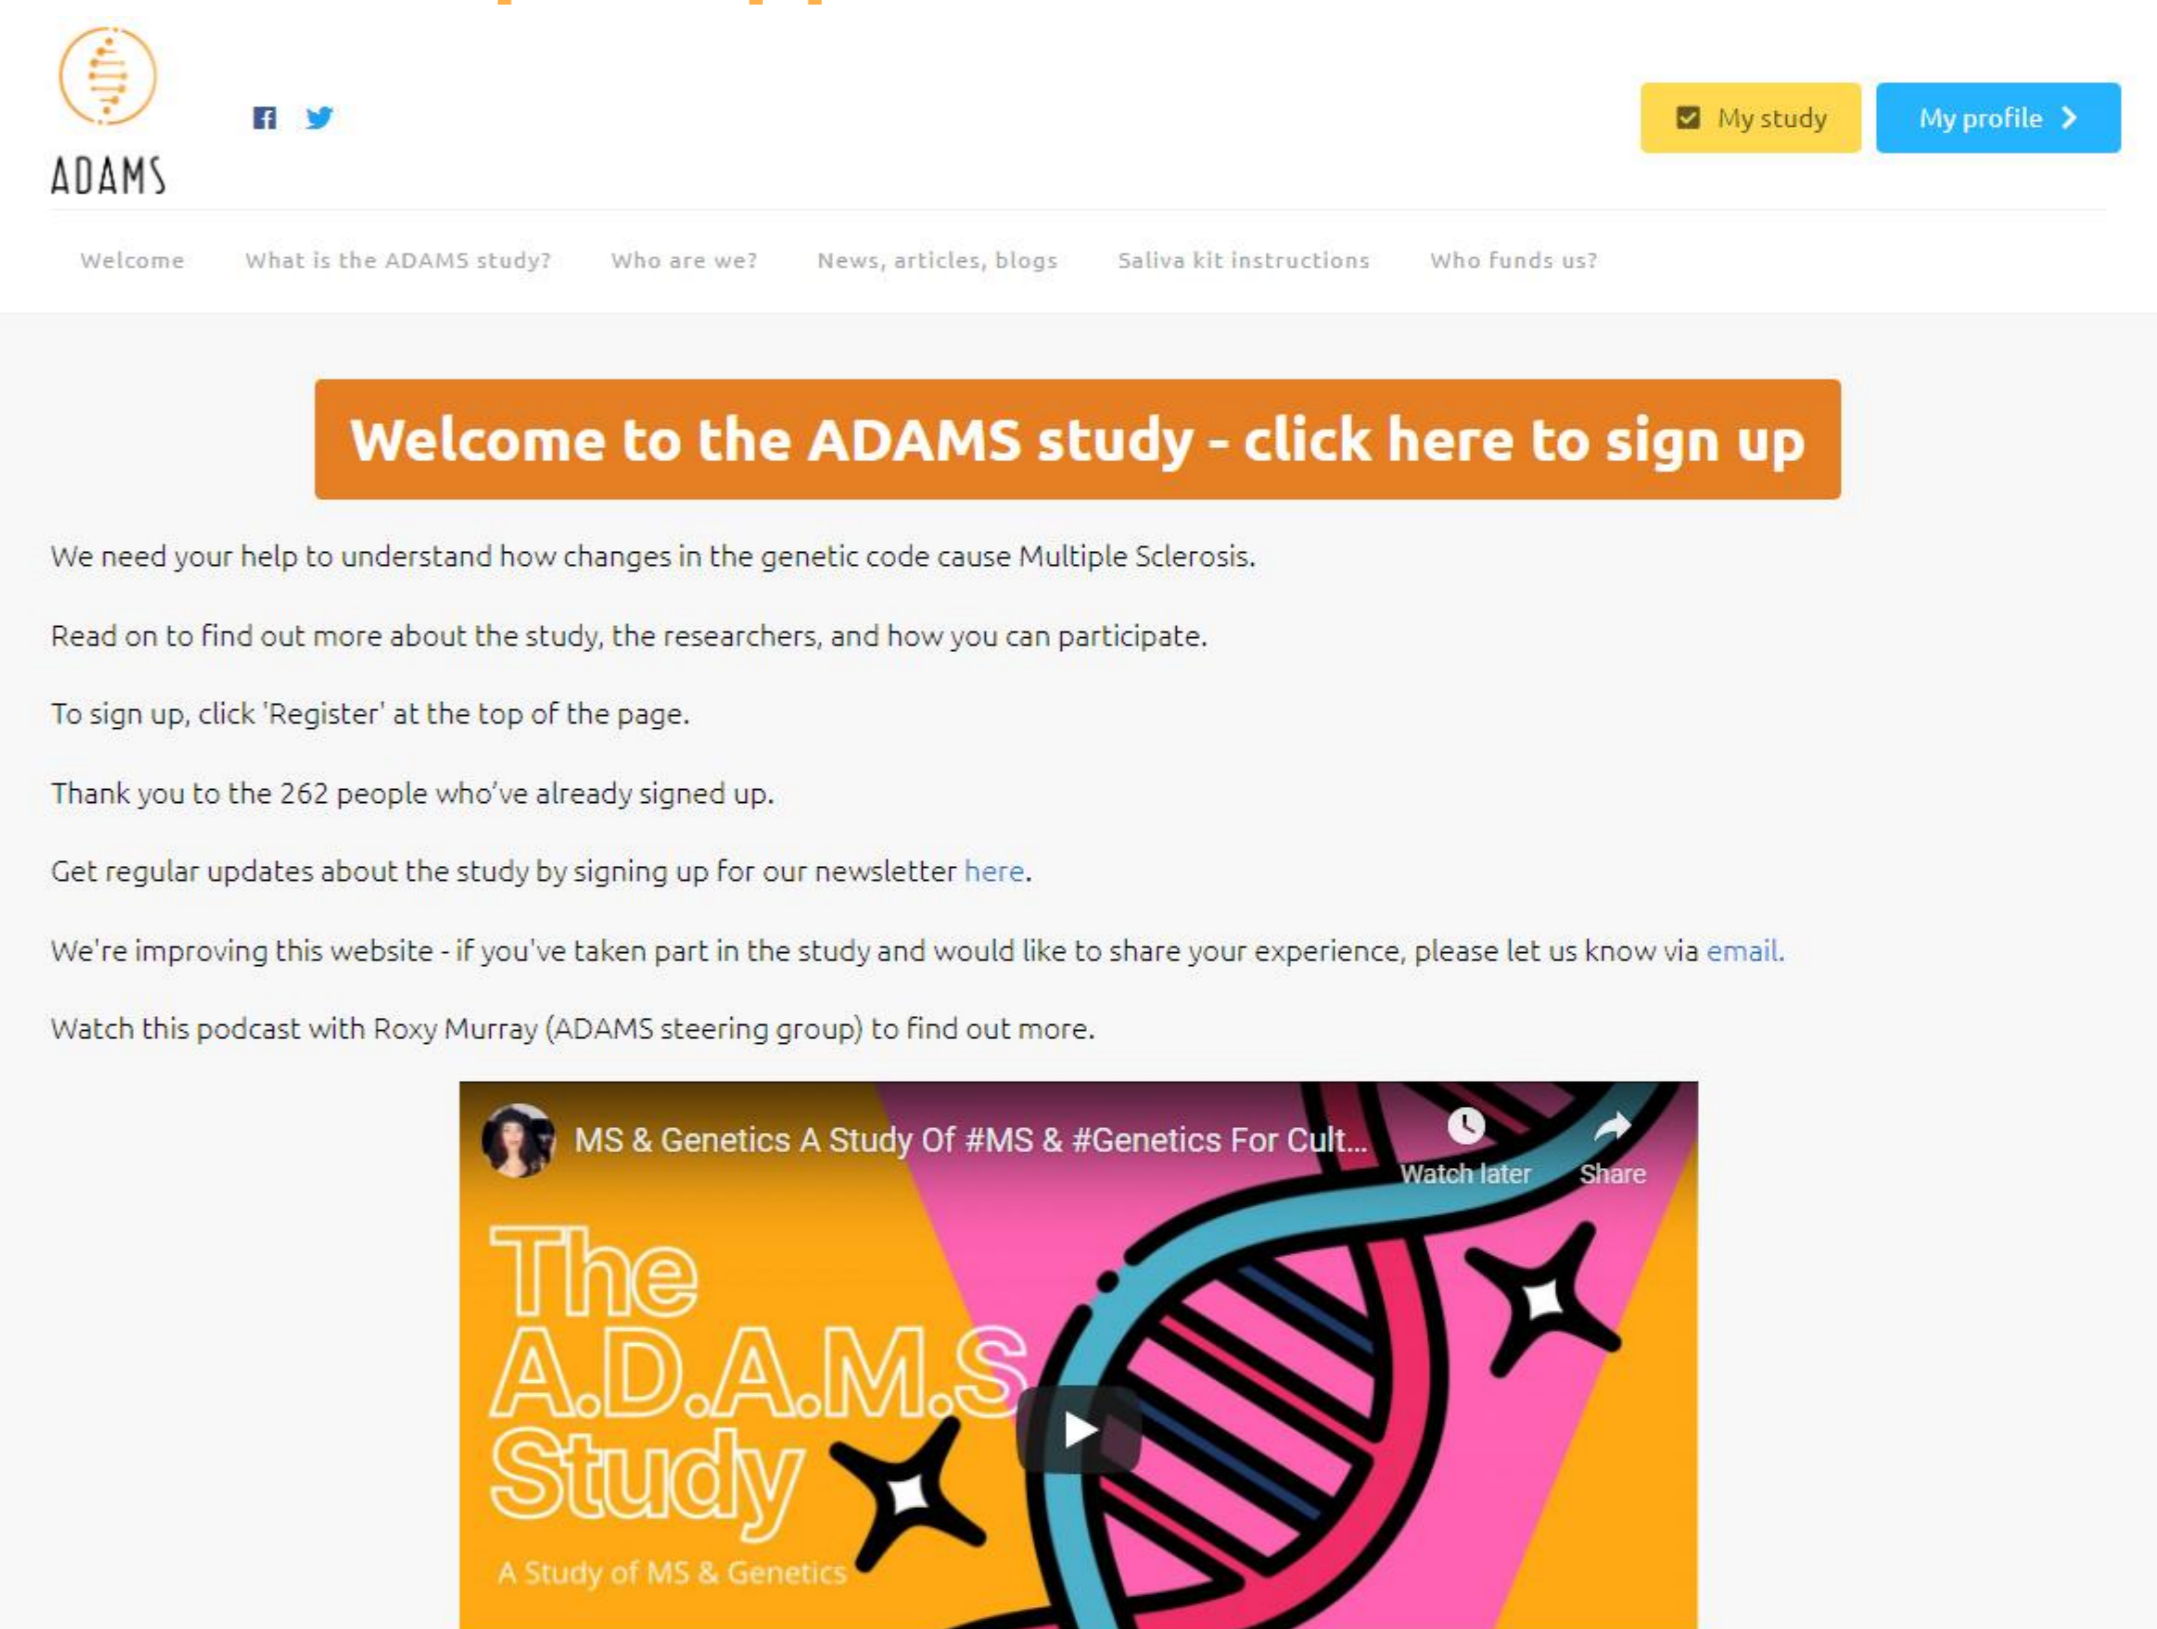 ADAMS
My study
My profile
Welcome
What is the ADAMS study?
Who are we?
News, articles, blogs
Saliva kit instructions
Who funds us?
Welcome to the ADAMS study - click here to sign up
We need your help to understand how changes in the genetic code cause Multiple Sclerosis.
Read on to find out more about the study, the researchers, and how you can participate.
To sign up, click 'Register' at the top of the page.
Thank you to the 262 people who've already signed up.
Get regular updates about the study by signing up for our newsletter here.
We're improving this website - if you've taken part in the study and would like to share your experience, please let us know via email.
Watch this podcast with Roxy Murray (ADAMS steering group) to find out more.
MS & Genetics A Study Of #MS & #Genetics For Cult...
Watch later
Share
The
A.D.A.M.S
Study
A Study of MS & Genetics